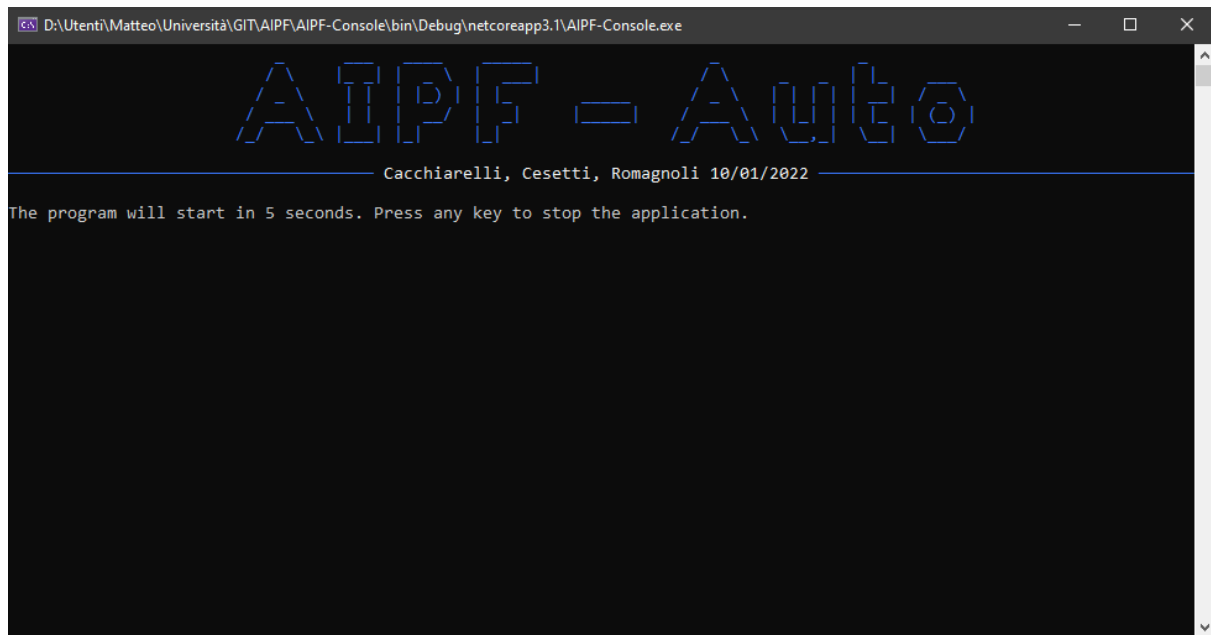 D:\Utenti\Matteo\Università\GIT\AIPF\AIPF-Console\bin\Debug\netcoreapp3.1\AIPF-Console.exe
AIPF - Auto
Cacchiarelli, Cesetti, Romagnoli 10/01/2022
The program will start in 5 seconds. Press any key to stop the application.